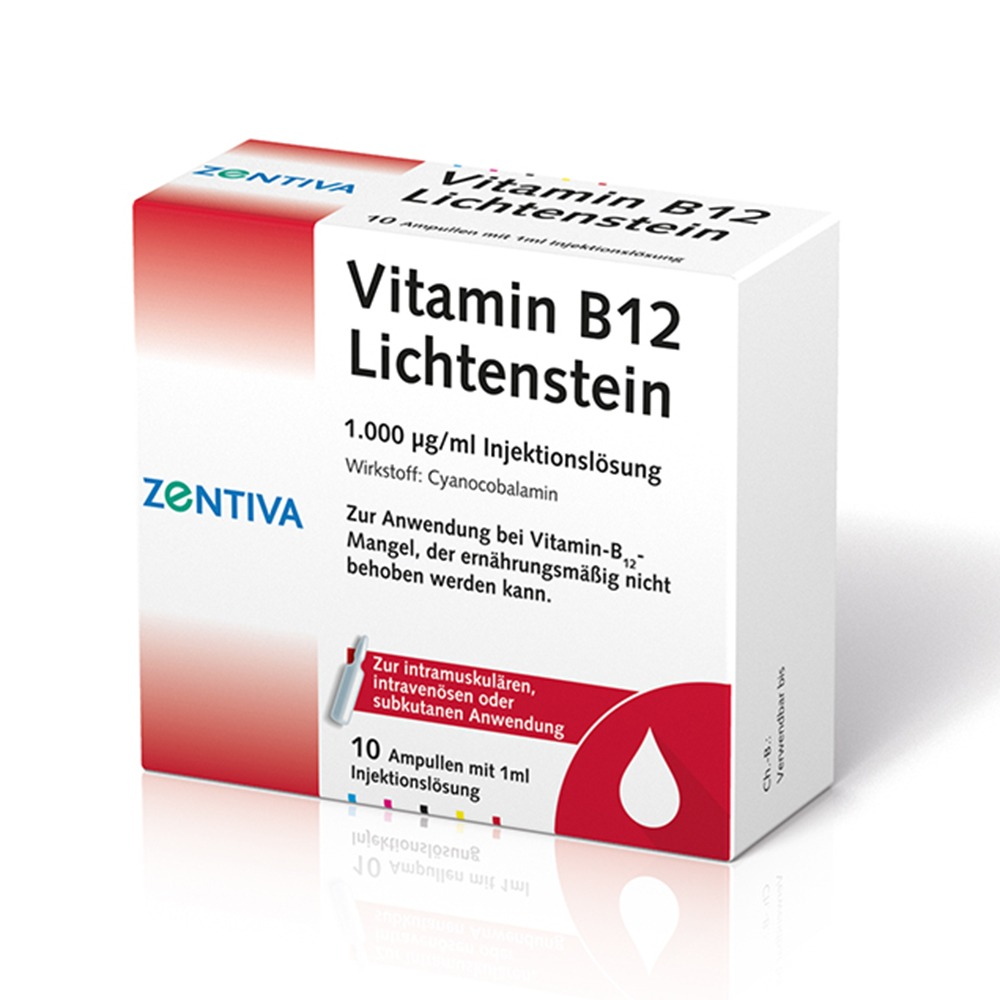 ZENTIVA
Vitamin B12
Lichtenstein
10 Ampullen mit 1ml Injektionslösung
Vitamin B12
Lichtenstein
1.000 µg/ml Injektionslösung
Wirkstoff: Cyanocobalamin
Zur Anwendung bei Vitamin-B₁₂-
Mangel, der ernährungsmäßig nicht
behoben werden kann.
ZENTIVA
Zur intramuskulären,
intravenösen oder
subkutanen Anwendung
10 Ampullen mit 1ml
Injektionslösung
Ch.-B.:
Verwendbar bis